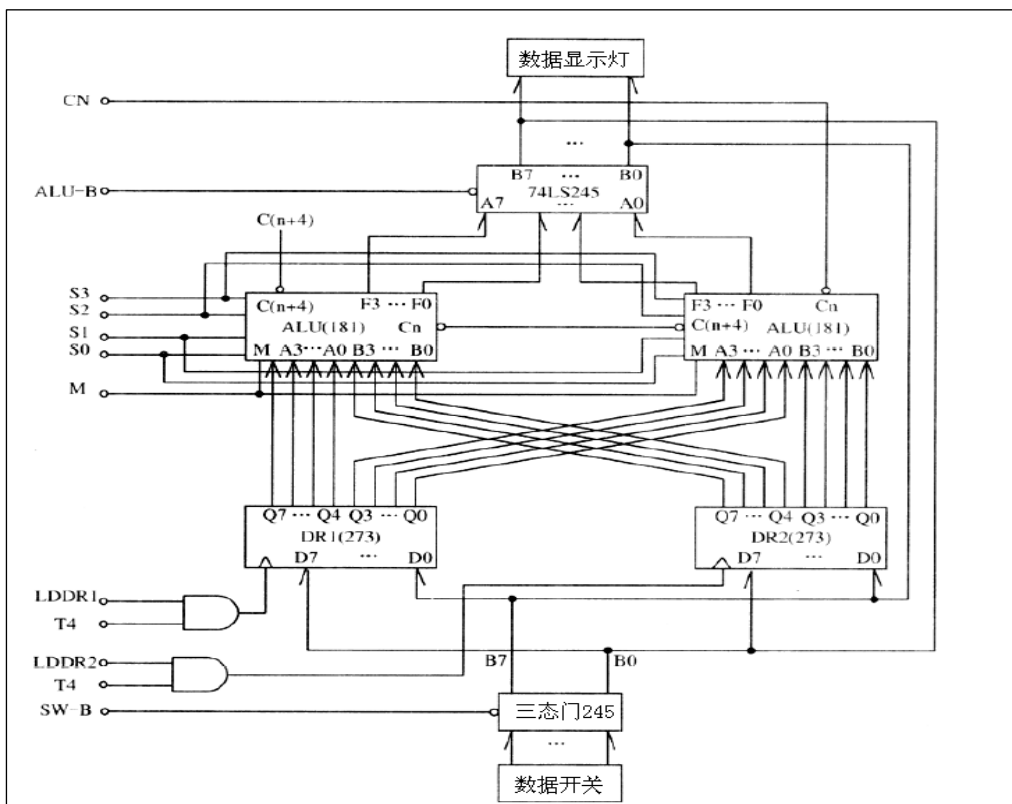 数据显示灯
CN
B7 ··· B0
ALU-B
74LS245
A7 ··· A0
C(n+4)
S3
S2
S1
S0
M
C(n+4) F3 ··· F0
ALU(181) Cn
M A3 ··· A0 B3 ··· B0
F3 ··· F0 Cn
C(n+4) ALU(181)
M A3 ··· A0 B3 ··· B0
Q7 ··· Q4 Q3 ··· Q0
DR1(273)
D7 ··· D0
Q7 ··· Q4 Q3 ··· Q0
DR2(273)
D7 ··· D0
LDDR1
T4
LDDR2
T4
B7 B0
SW-B
三态门245
···
数据开关